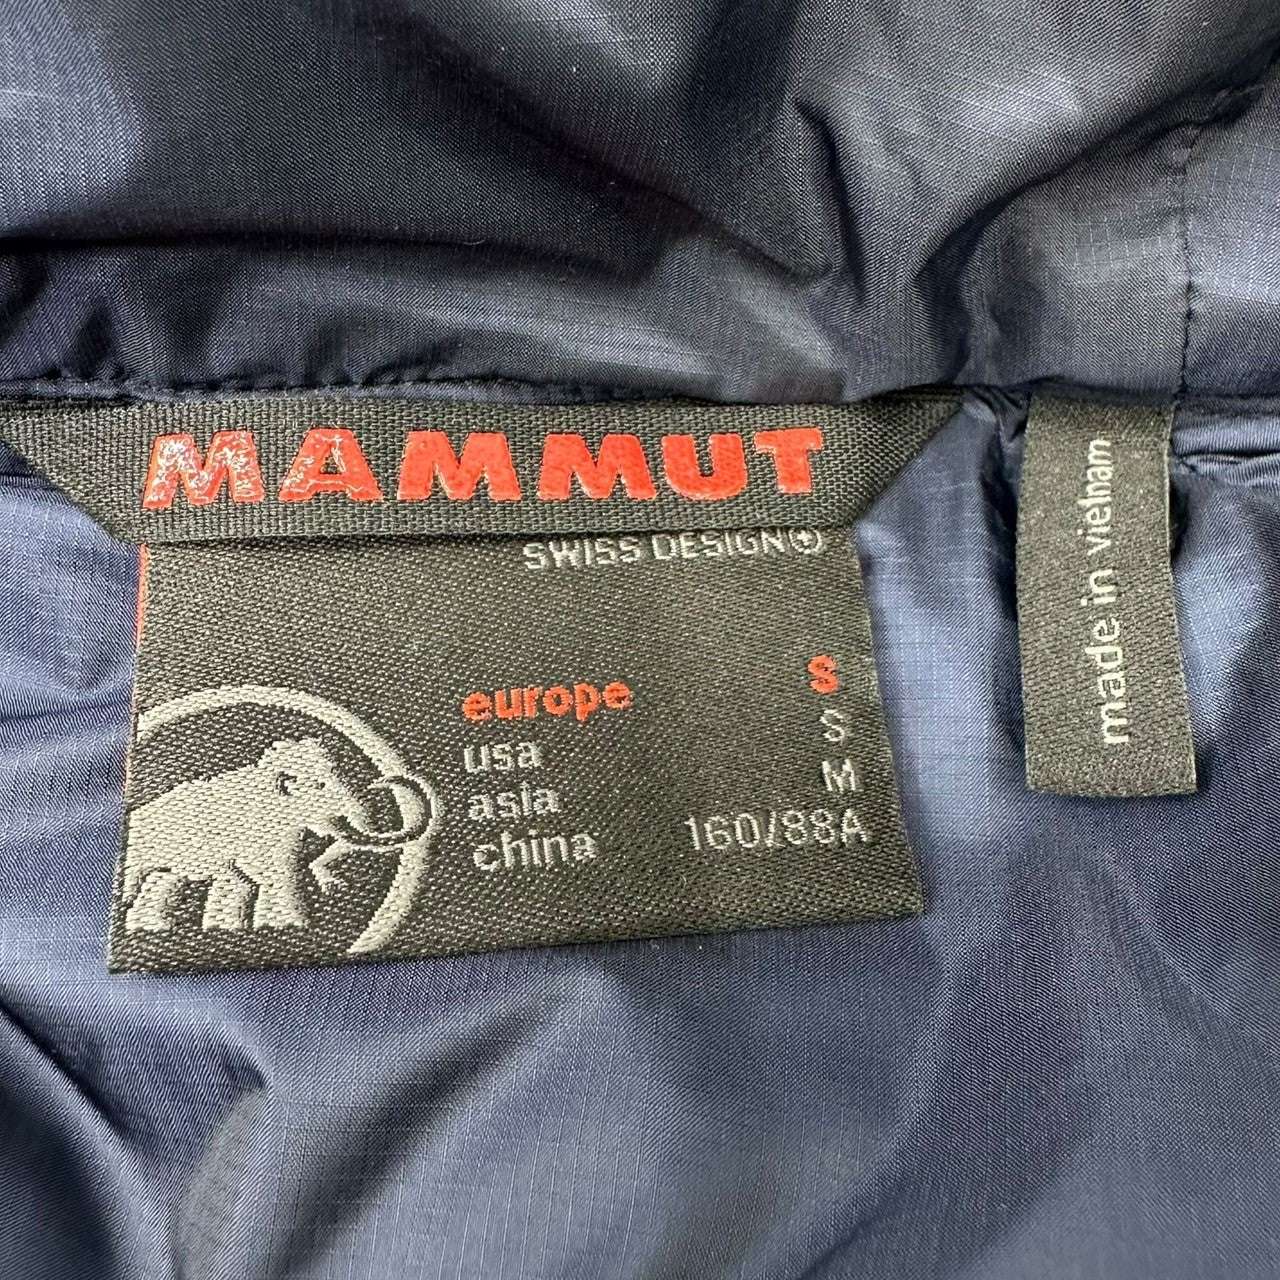 MAMMUT
SWISS DESIGN
europe S
usa S
asia M
china 160/88A
made in vietnam